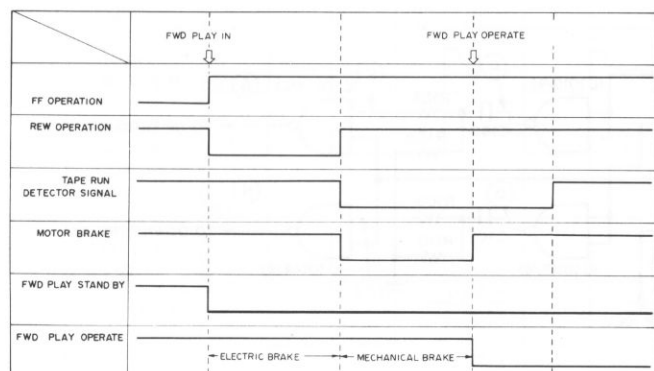 FWD PLAY IN
FWD PLAY OPERATE
FF OPERATION
REW OPERATION
TAPE RUN
DETECTOR SIGNAL
MOTOR BRAKE
FWD PLAY STAND BY
FWD PLAY OPERATE
ELECTRIC BRAKE
MECHANICAL BRAKE